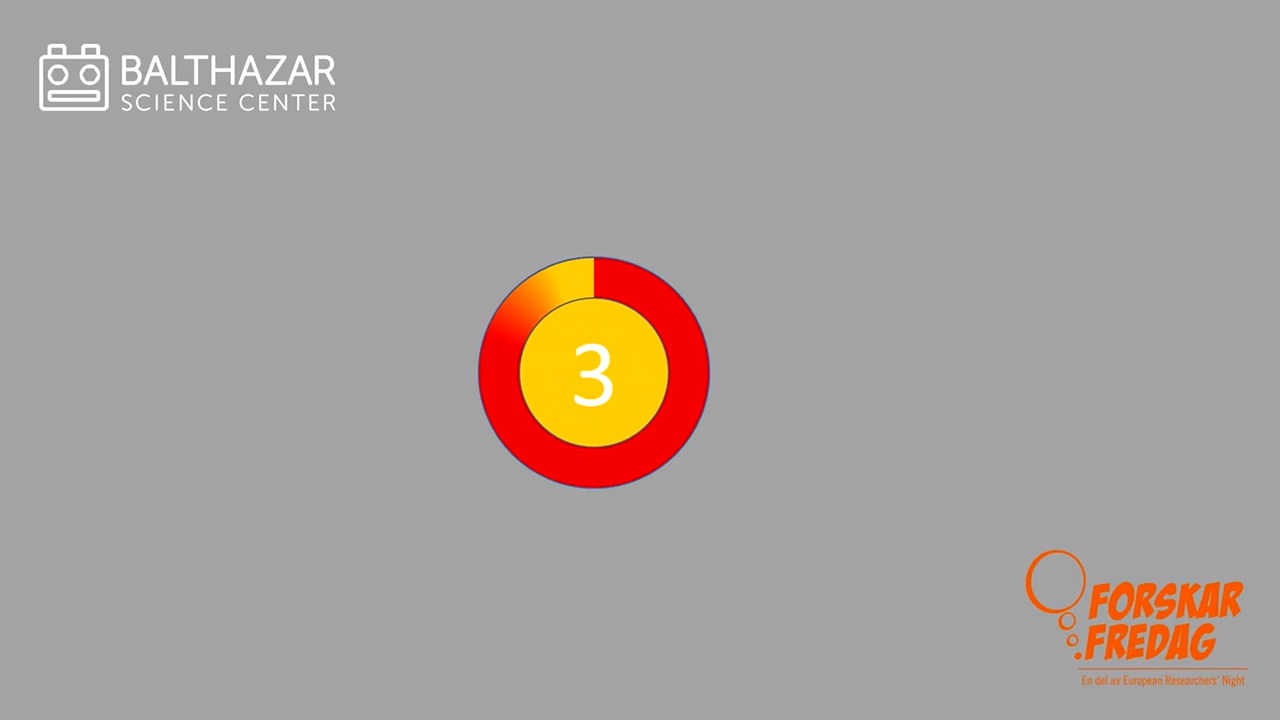 BALTHAZAR
SCIENCE CENTER
3
FORSKAR
FREDAG
En del av European Researchers' Night